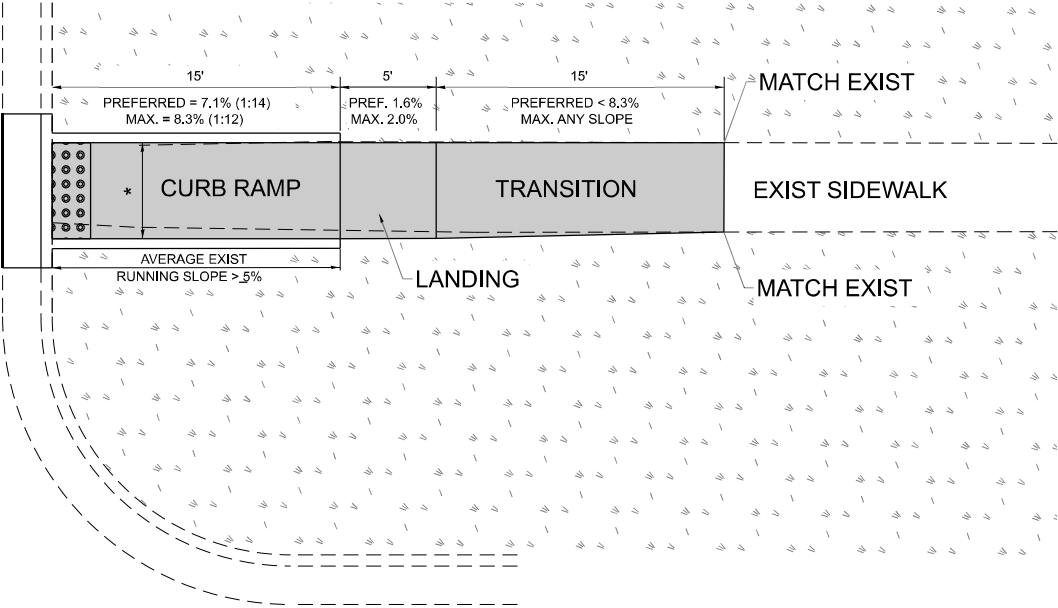 15'
5'
15'
PREFERRED = 7.1% (1:14)
MAX. = 8.3% (1:12)
PREF. 1.6%
MAX. 2.0%
PREFERRED < 8.3%
MAX. ANY SLOPE
MATCH EXIST
*
CURB RAMP
TRANSITION
EXIST SIDEWALK
AVERAGE EXIST
RUNNING SLOPE > 5%
LANDING
MATCH EXIST